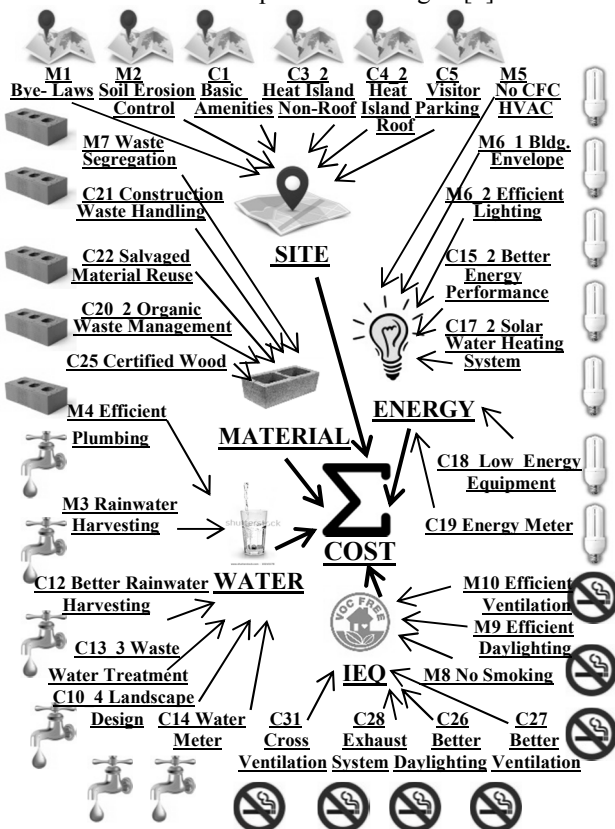 M1
Bye- Laws
M2
Soil Erosion
Control
C1
Basic
Amenities
C3_2
Heat Island
Non-Roof
C4_2
Heat
Island
Roof
C5
Visitor
Parking
M5
No CFC
HVAC
M7 Waste
Segregation
C21 Construction
Waste Handling
C22 Salvaged
Material Reuse
C20_2 Organic
Waste Management
C25 Certified Wood
SITE
M6_1 Bldg.
Envelope
M6_2 Efficient
Lighting
C15_2 Better
Energy
Performance
C17_2 Solar
Water Heating
System
ENERGY
MATERIAL
M4 Efficient
Plumbing
C18_Low_Energy
Equipment
M3 Rainwater
Harvesting
C19 Energy Meter
Σ
COST
C12 Better Rainwater
Harvesting
WATER
VOC FREE
M10 Efficient
Ventilation
M9 Efficient
Daylighting
C13_3 Waste
Water Treatment
M8 No Smoking
IEQ
C10_4 Landscape
Design
C14 Water
Meter
C31
Cross
Ventilation
C28
Exhaust
System
C26
Better
Daylighting
C27
Better
Ventilation